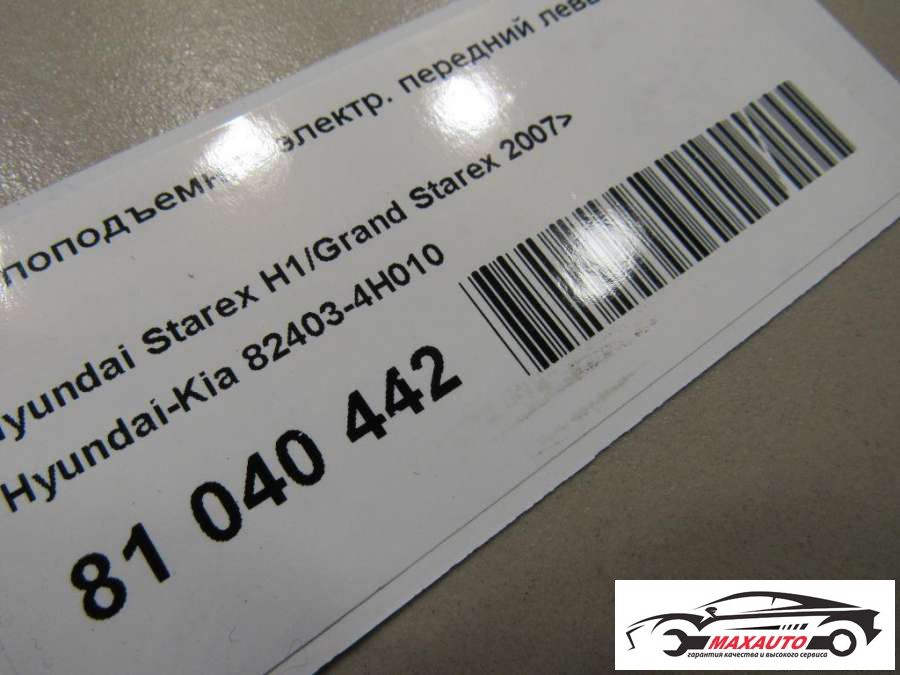 электр. передний
Starex H1/Grand Starex 2007>
Hyundai-Kia 82403-4H010
81 040 442
MAXAUTO
гарантия качества и высокого сервиса